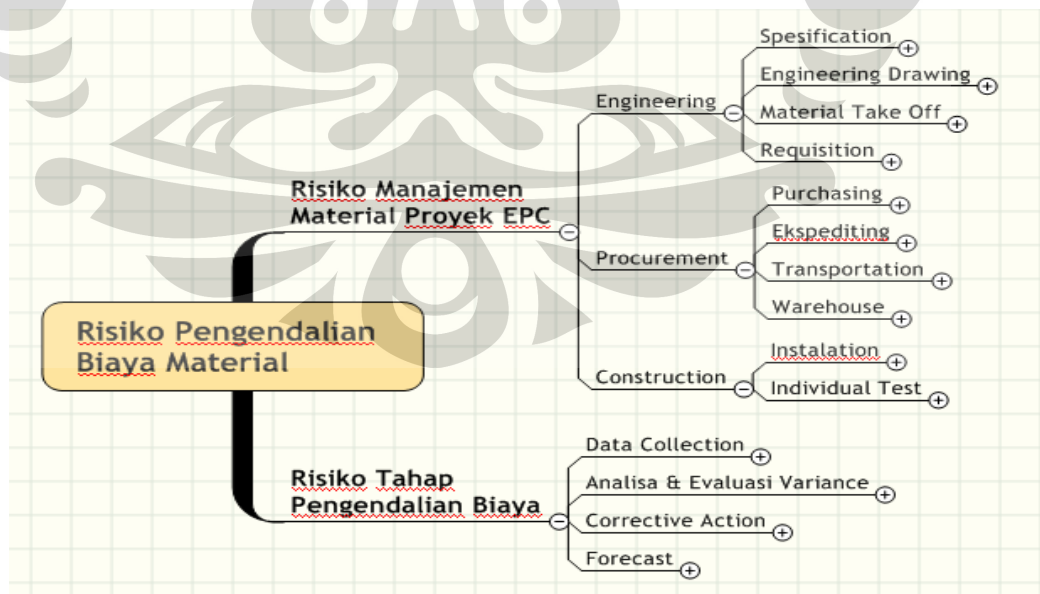 Spesification
Engineering Drawing
Engineering
Material Take Off
Requisition
Risiko Manajemen
Material Proyek EPC
Purchasing
Ekspediting
Procurement
Transportation
Warehouse
Risiko Pengendalian
Biaya Material
Instalation
Construction
Individual Test
Data Collection
Risiko Tahap
Pengendalian Biaya
Analisa & Evaluasi Variance
Corrective Action
Forecast